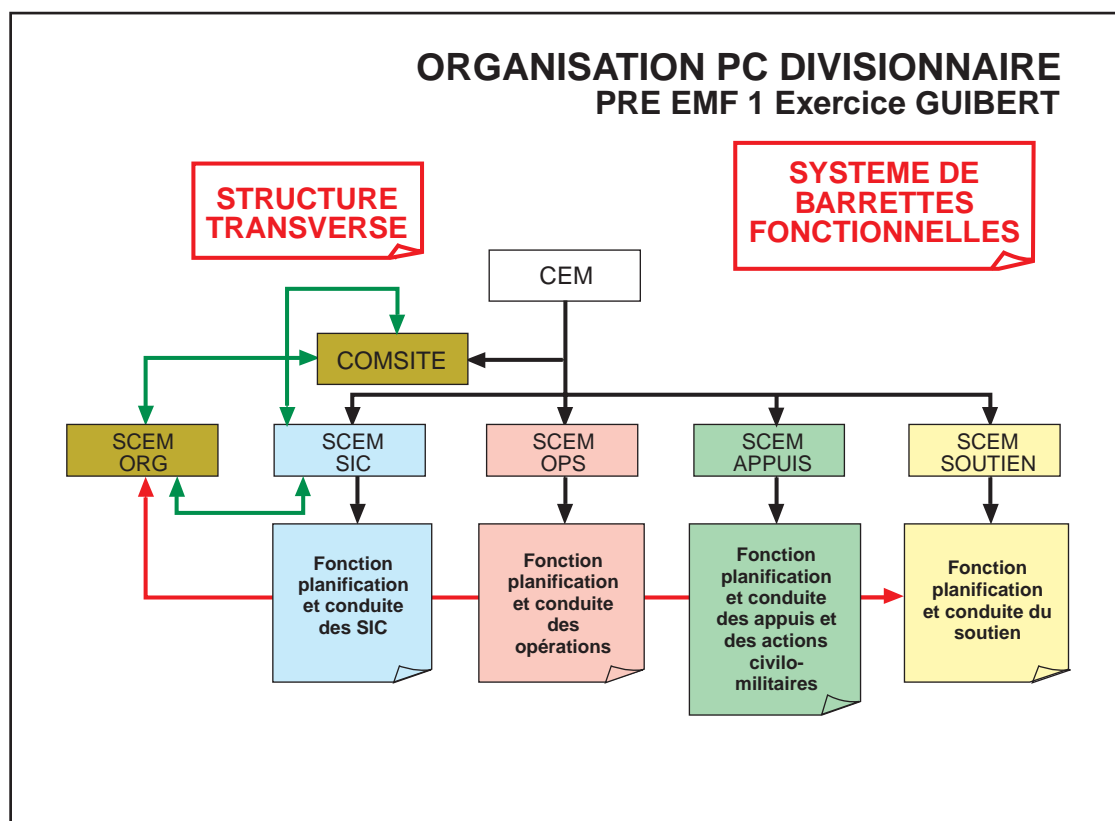 ORGANISATION PC DIVISIONNAIRE
PRE EMF 1 Exercice GUIBERT
STRUCTURE
TRANSVERSE
SYSTEME DE
BARRETTES
FONCTIONNELLES
CEM
COMSITE
SCEM
ORG
SCEM
SIC
SCEM
OPS
SCEM
APPUIS
SCEM
SOUTIEN
Fonction
planification
et conduite
des SIC
Fonction
planification
et conduite
des
opérations
Fonction
planification
et conduite
des appuis et
des actions
civilo-
militaires
Fonction
planification
et conduite du
soutien